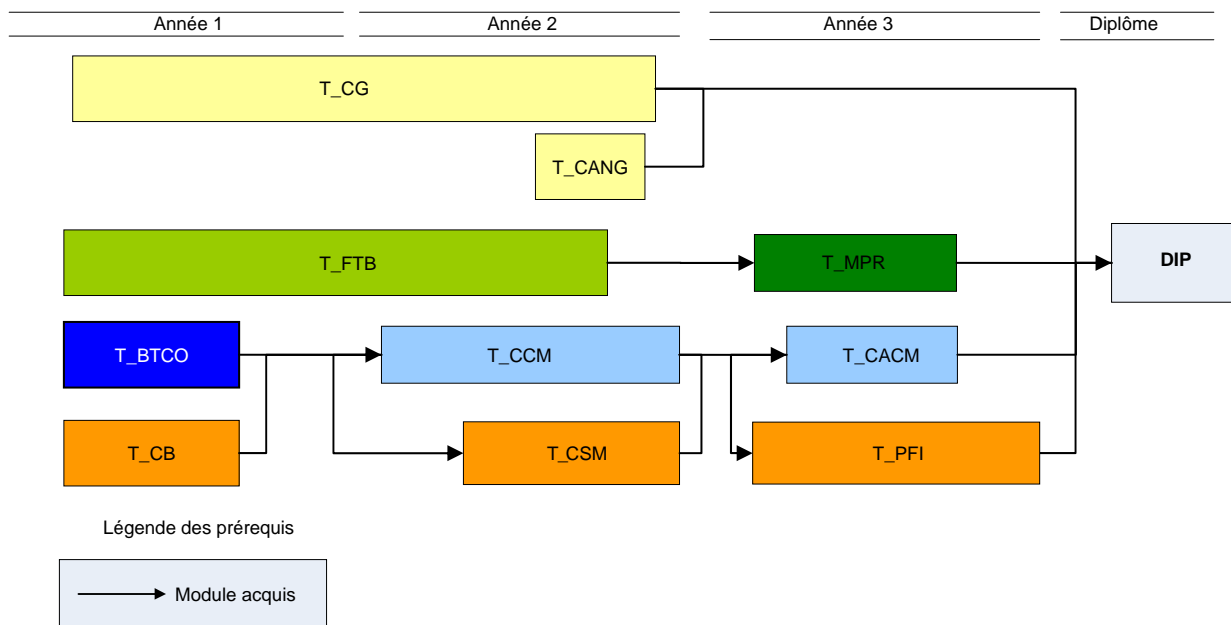 Année 1 Année 2 Année 3 Diplôme
T_CG
T_CANG
T_FTB T_MPR DIP
T_BTCO T_CCM T_CACM
T_CB T_CSM T_PFI
Légende des prérequis
Module acquis